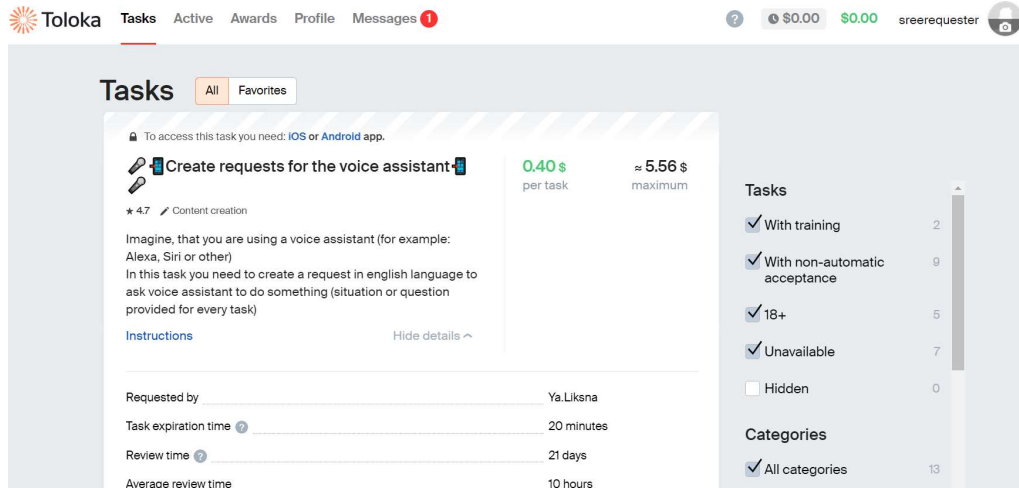 Toloka Tasks Active Awards Profile Messages 1 ? $0.00 $0.00 sreerequester
Tasks All Favorites
To access this task you need: iOS or Android app.
Create requests for the voice assistant
0.40 $ ≈ 5.56 $
per task maximum
★ 4.7 Content creation
Imagine, that you are using a voice assistant (for example:
Alexa, Siri or other)
In this task you need to create a request in english language to
ask voice assistant to do something (situation or question
provided for every task)
Instructions Hide details
Requested by Ya.Liksna
Task expiration time ? 20 minutes
Review time ? 21 days
Average review time 10 hours
Tasks
With training 2
With non-automatic 9
acceptance
18+ 5
Unavailable 7
Hidden 0
Categories
All categories 13